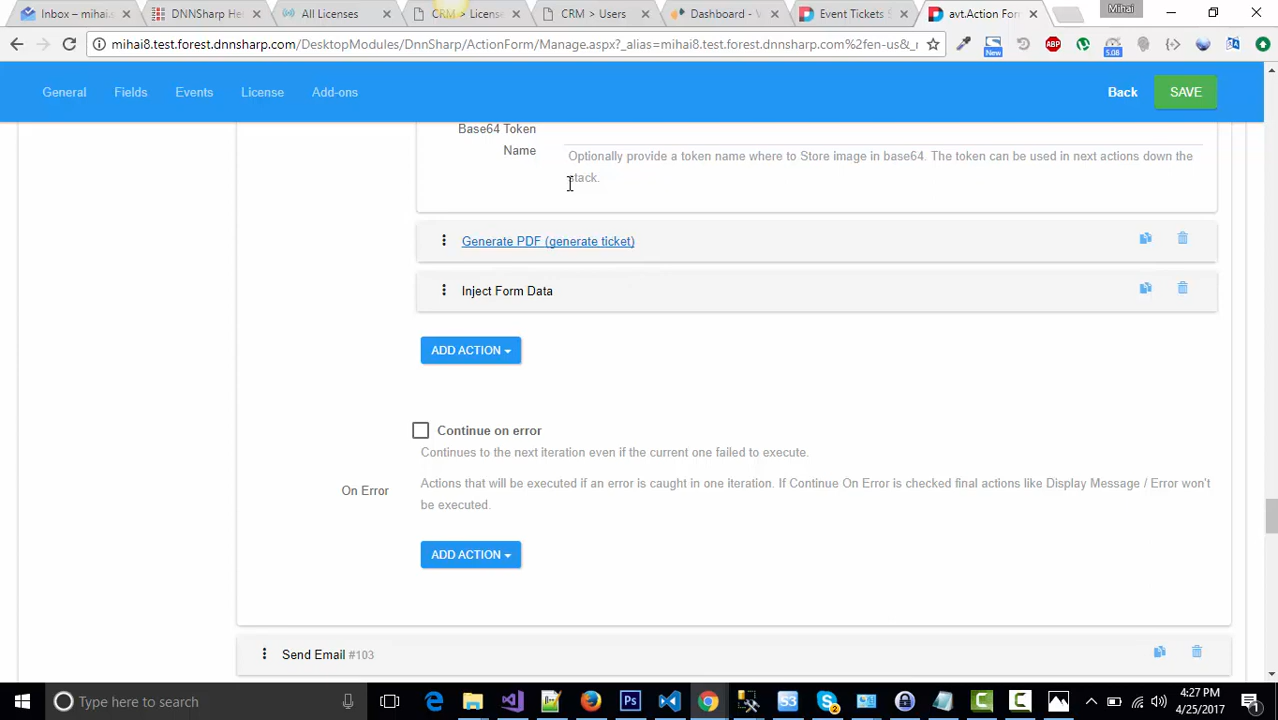 Mihai
Inbox – mihai
DNNSharp He
All Licenses
CRM > Licens
CRM > Users
Dashboard - V
Event Tickets S
avt.Action For
mihai8.test.forest.dnnsharp.com/DesktopModules/DnnSharp/ActionForm/Manage.aspx?_alias=mihai8.test.forest.dnnsharp.com%2fen-us&_r
New
ABP
5.08
General
Fields
Events
License
Add-ons
Back
SAVE
Base64 Token
Name
Optionally provide a token name where to Store image in base64. The token can be used in next actions down the
stack.
Generate PDF (generate ticket)
Inject Form Data
ADD ACTION
Continue on error
Continues to the next iteration even if the current one failed to execute.
On Error
Actions that will be executed if an error is caught in one iteration. If Continue On Error is checked final actions like Display Message / Error won't
be executed.
ADD ACTION
Send Email #103
Type here to search
4:27 PM
4/25/2017